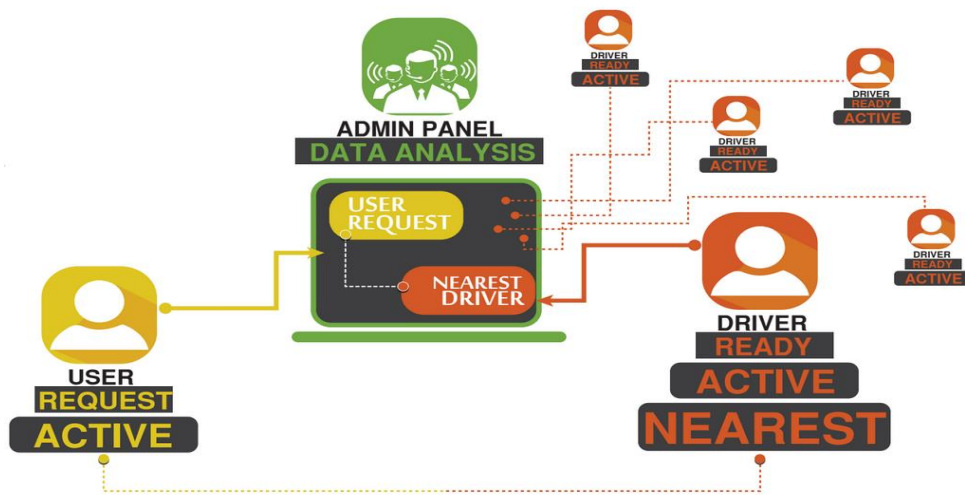 ADMIN PANEL
DATA ANALYSIS
USER
REQUEST
NEAREST
DRIVER
USER
REQUEST
ACTIVE
DRIVER
READY
ACTIVE
NEAREST
DRIVER
READY
ACTIVE
DRIVER
READY
ACTIVE
DRIVER
READY
ACTIVE
DRIVER
READY
ACTIVE